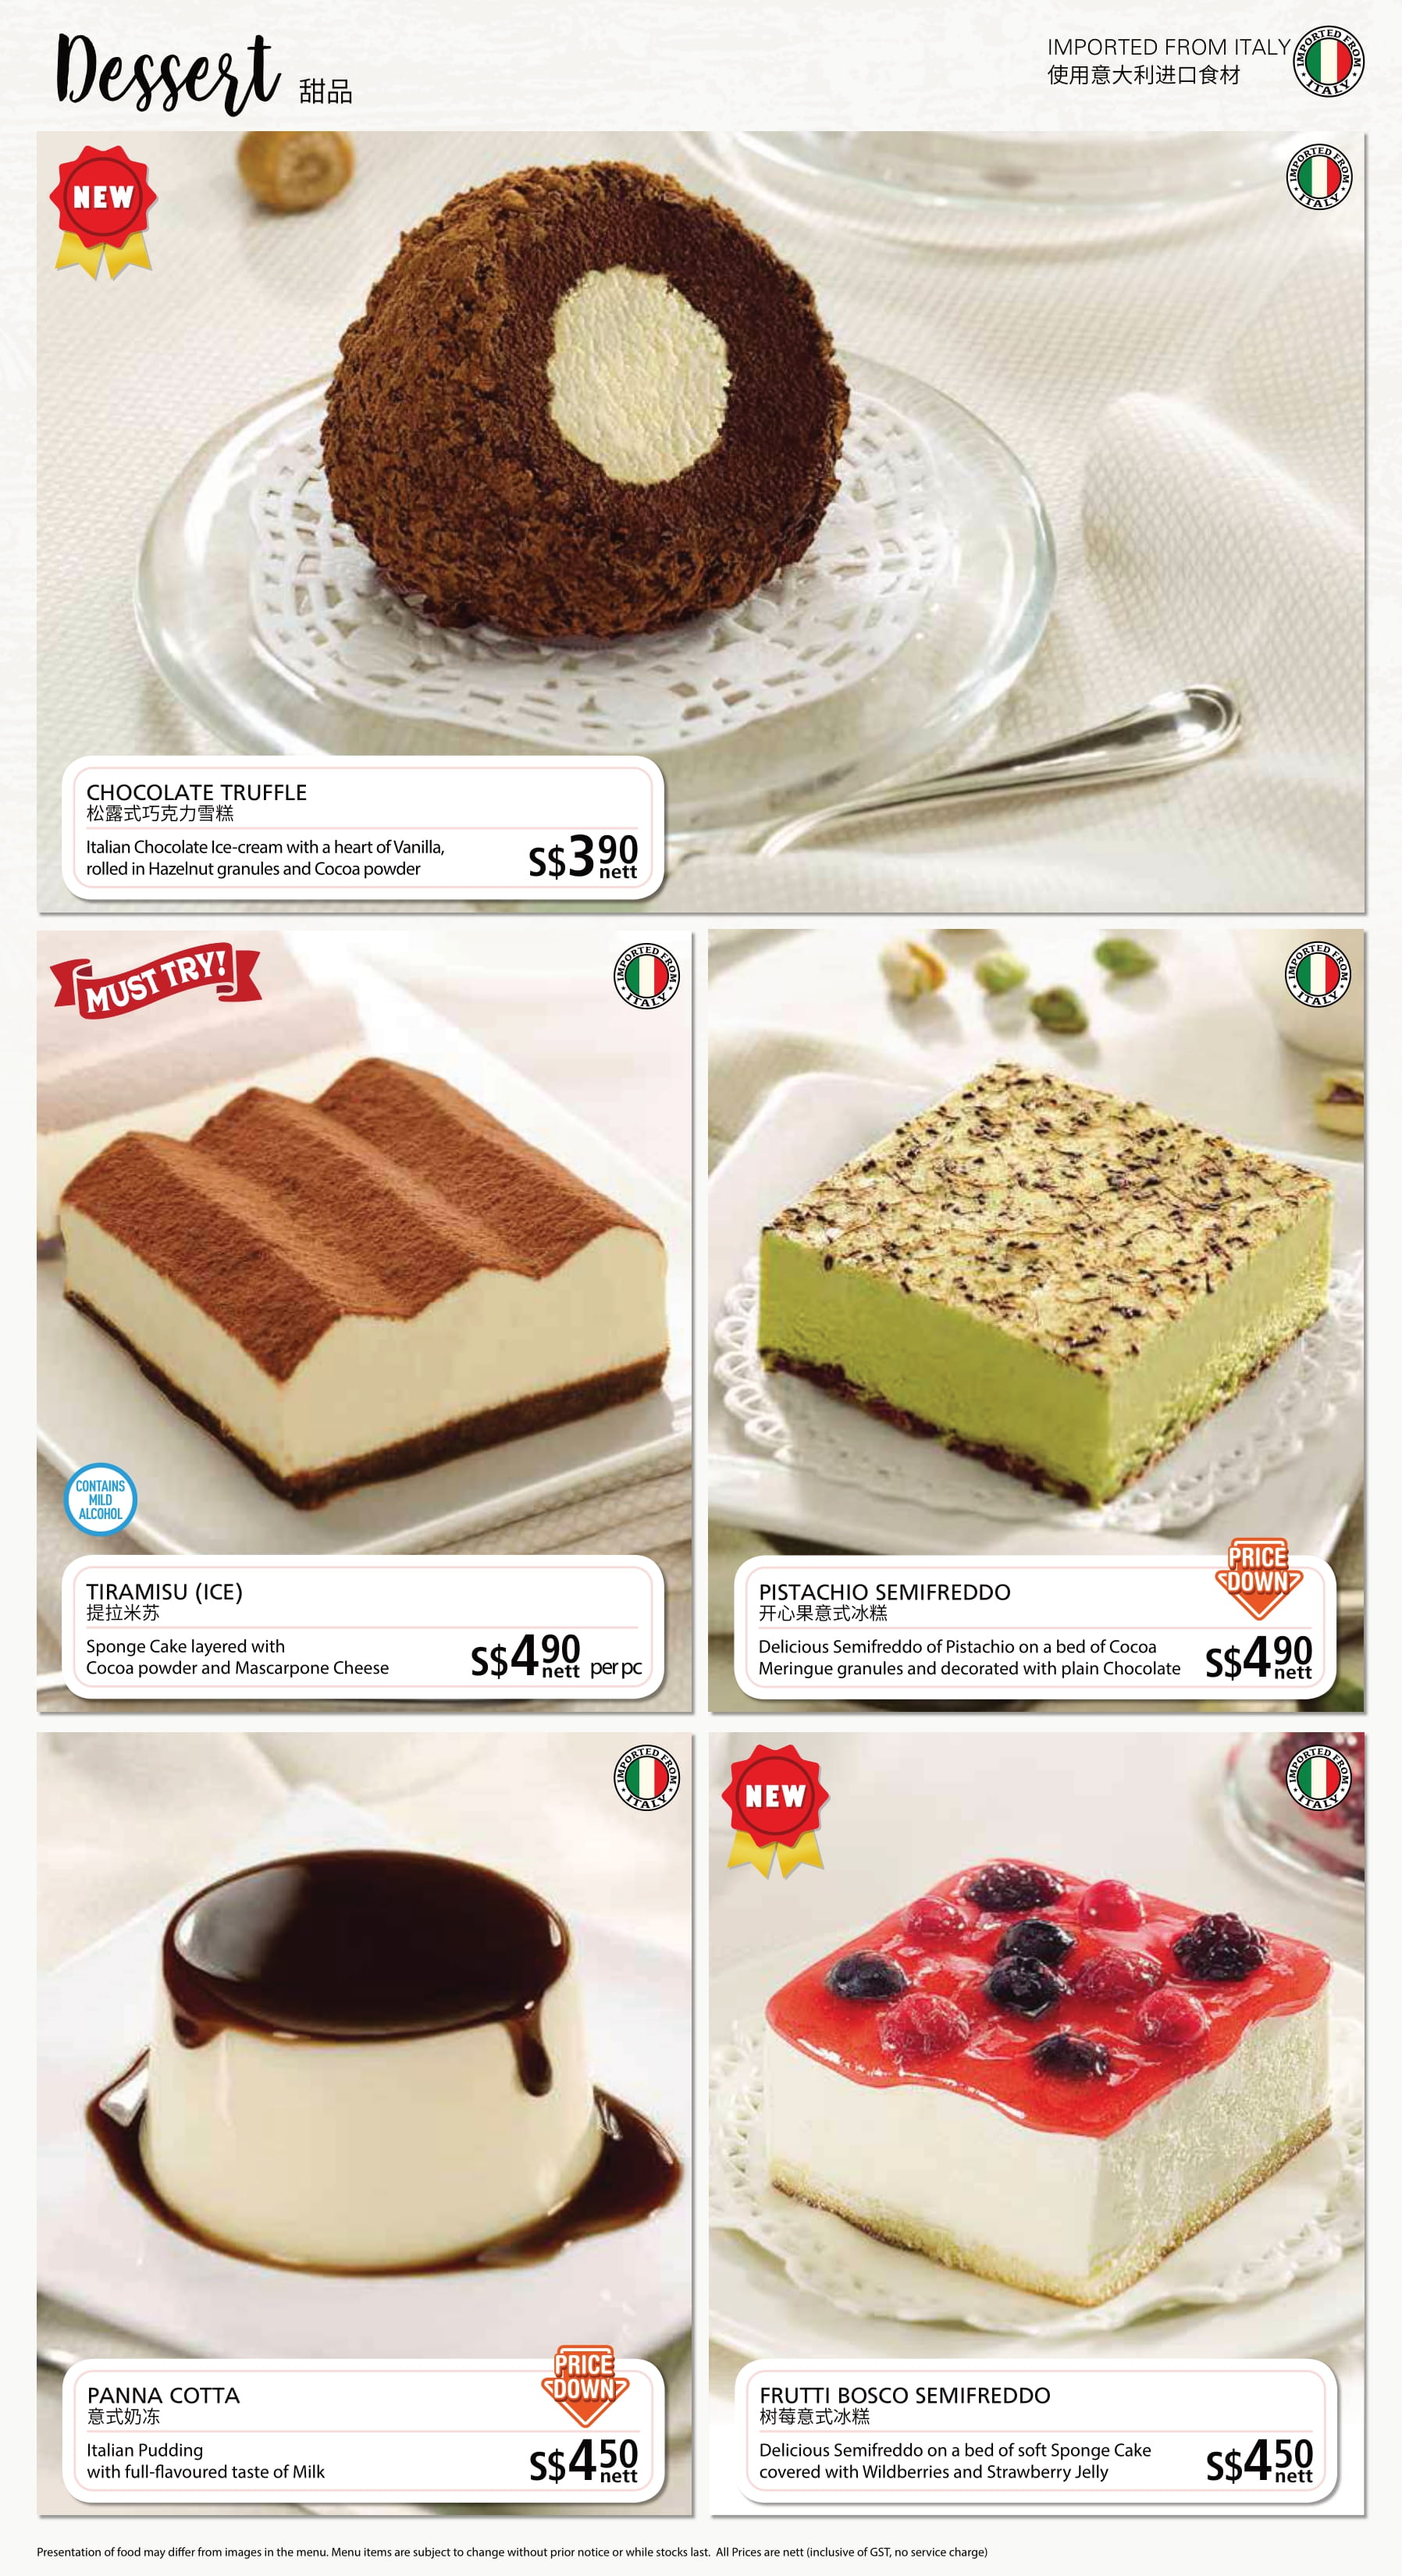 Dessert 甜品
IMPORTED FROM ITALY
使用意大利进口食材
IMPORTED FROM ITALY
NEW
IMPORTED FROM ITALY
CHOCOLATE TRUFFLE
松露式巧克力雪糕
Italian Chocolate Ice-cream with a heart of Vanilla,
rolled in Hazelnut granules and Cocoa powder
S$3.90 nett
MUST TRY!
IMPORTED FROM ITALY
CONTAINS
MILD
ALCOHOL
TIRAMISU (ICE)
提拉米苏
Sponge Cake layered with
Cocoa powder and Mascarpone Cheese
S$490 nett per pc
IMPORTED FROM ITALY
PRICE
DOWN
PISTACHIO SEMIFREDDO
开心果意式冰糕
Delicious Semifreddo of Pistachio on a bed of Cocoa
Meringue granules and decorated with plain Chocolate
S$490 nett
IMPORTED FROM ITALY
PRICE
DOWN
PANNA COTTA
意式奶冻
Italian Pudding
with full-flavoured taste of Milk
S$450 nett
NEW
IMPORTED FROM ITALY
FRUTTI BOSCO SEMIFREDDO
树莓意式冰糕
Delicious Semifreddo on a bed of soft Sponge Cake
covered with Wildberries and Strawberry Jelly
S$450 nett
Presentation of food may differ from images in the menu. Menu items are subject to change without prior notice or while stocks last. All Prices are nett (inclusive of GST, no service charge)